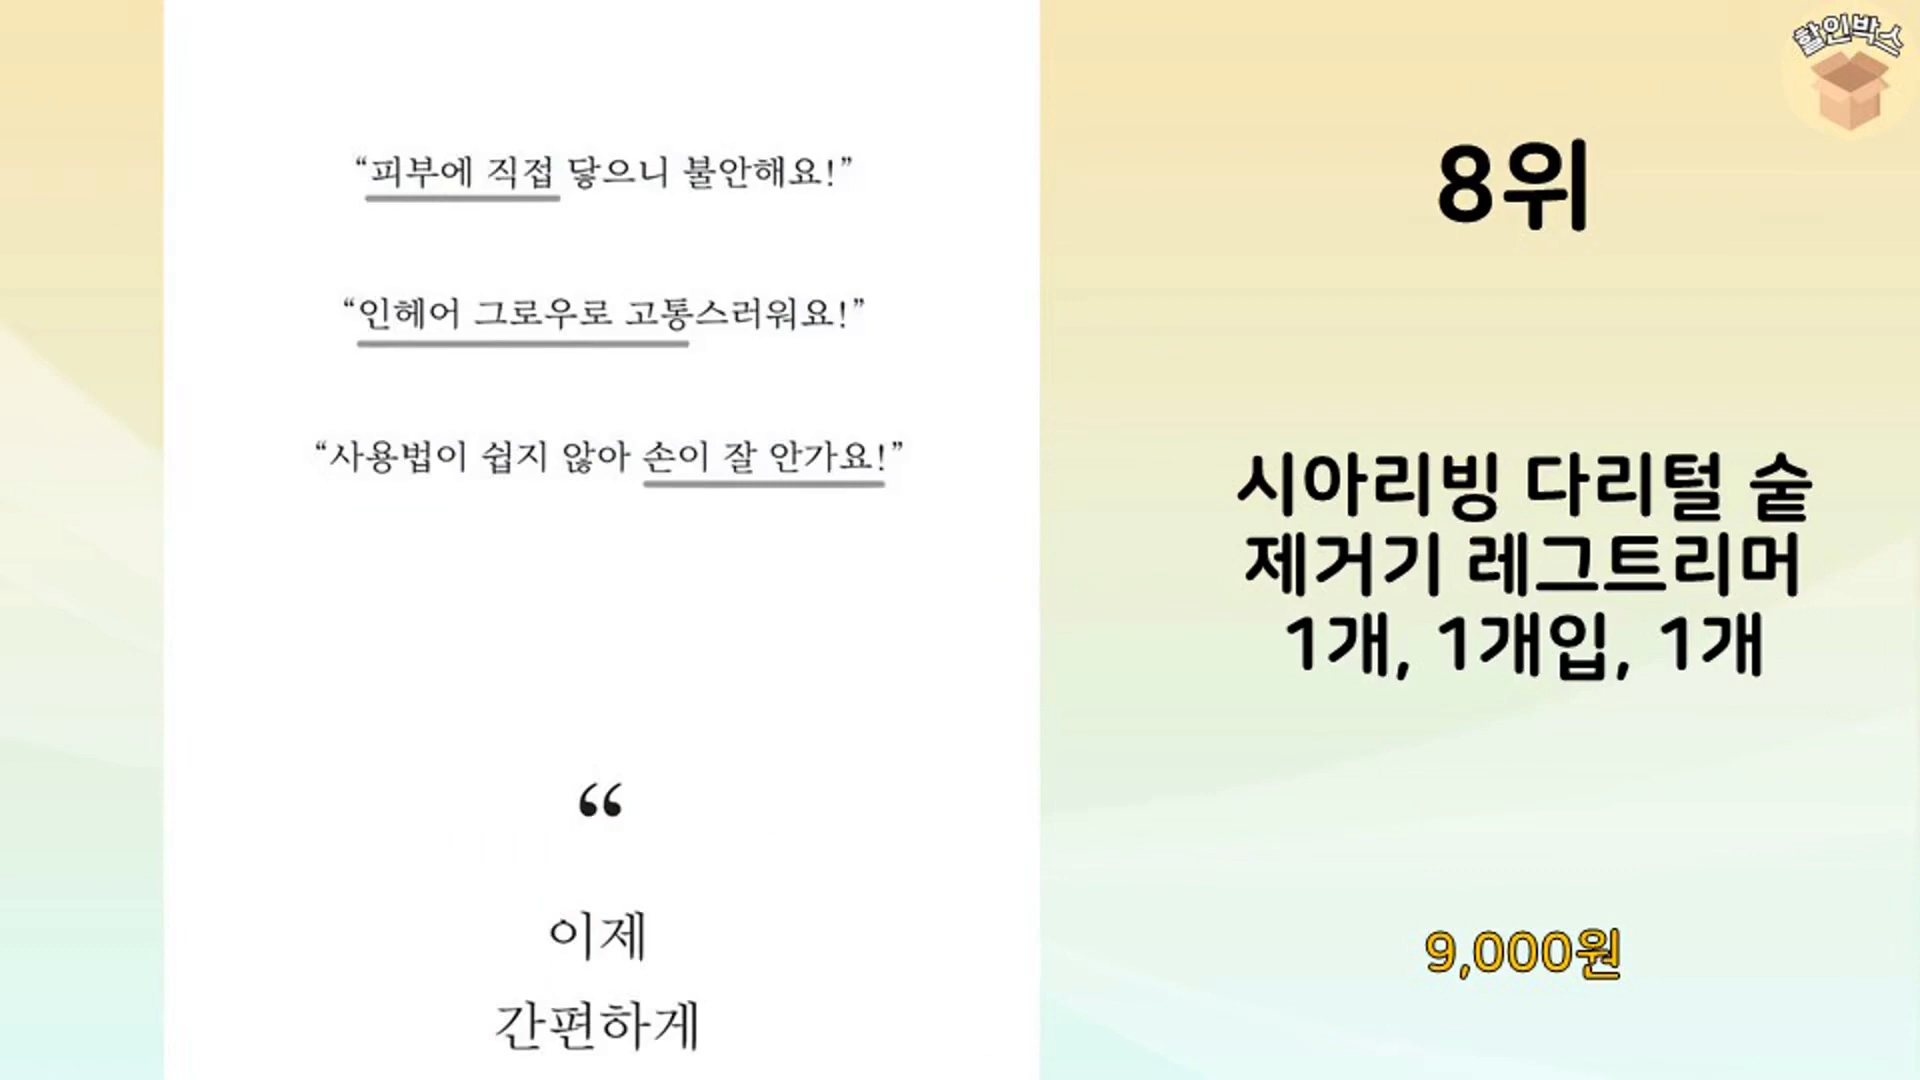 “피부에 직접 닿으니 불안해요!”
“인헤어 그로우로 고통스러워요!”
“사용법이 쉽지 않아 손이 잘 안가요!”
“
이제
간편하게
할인박스
8위
시아리빙 다리털 숱
제거기 레그트리머
1개, 1개입, 1개
9,000원